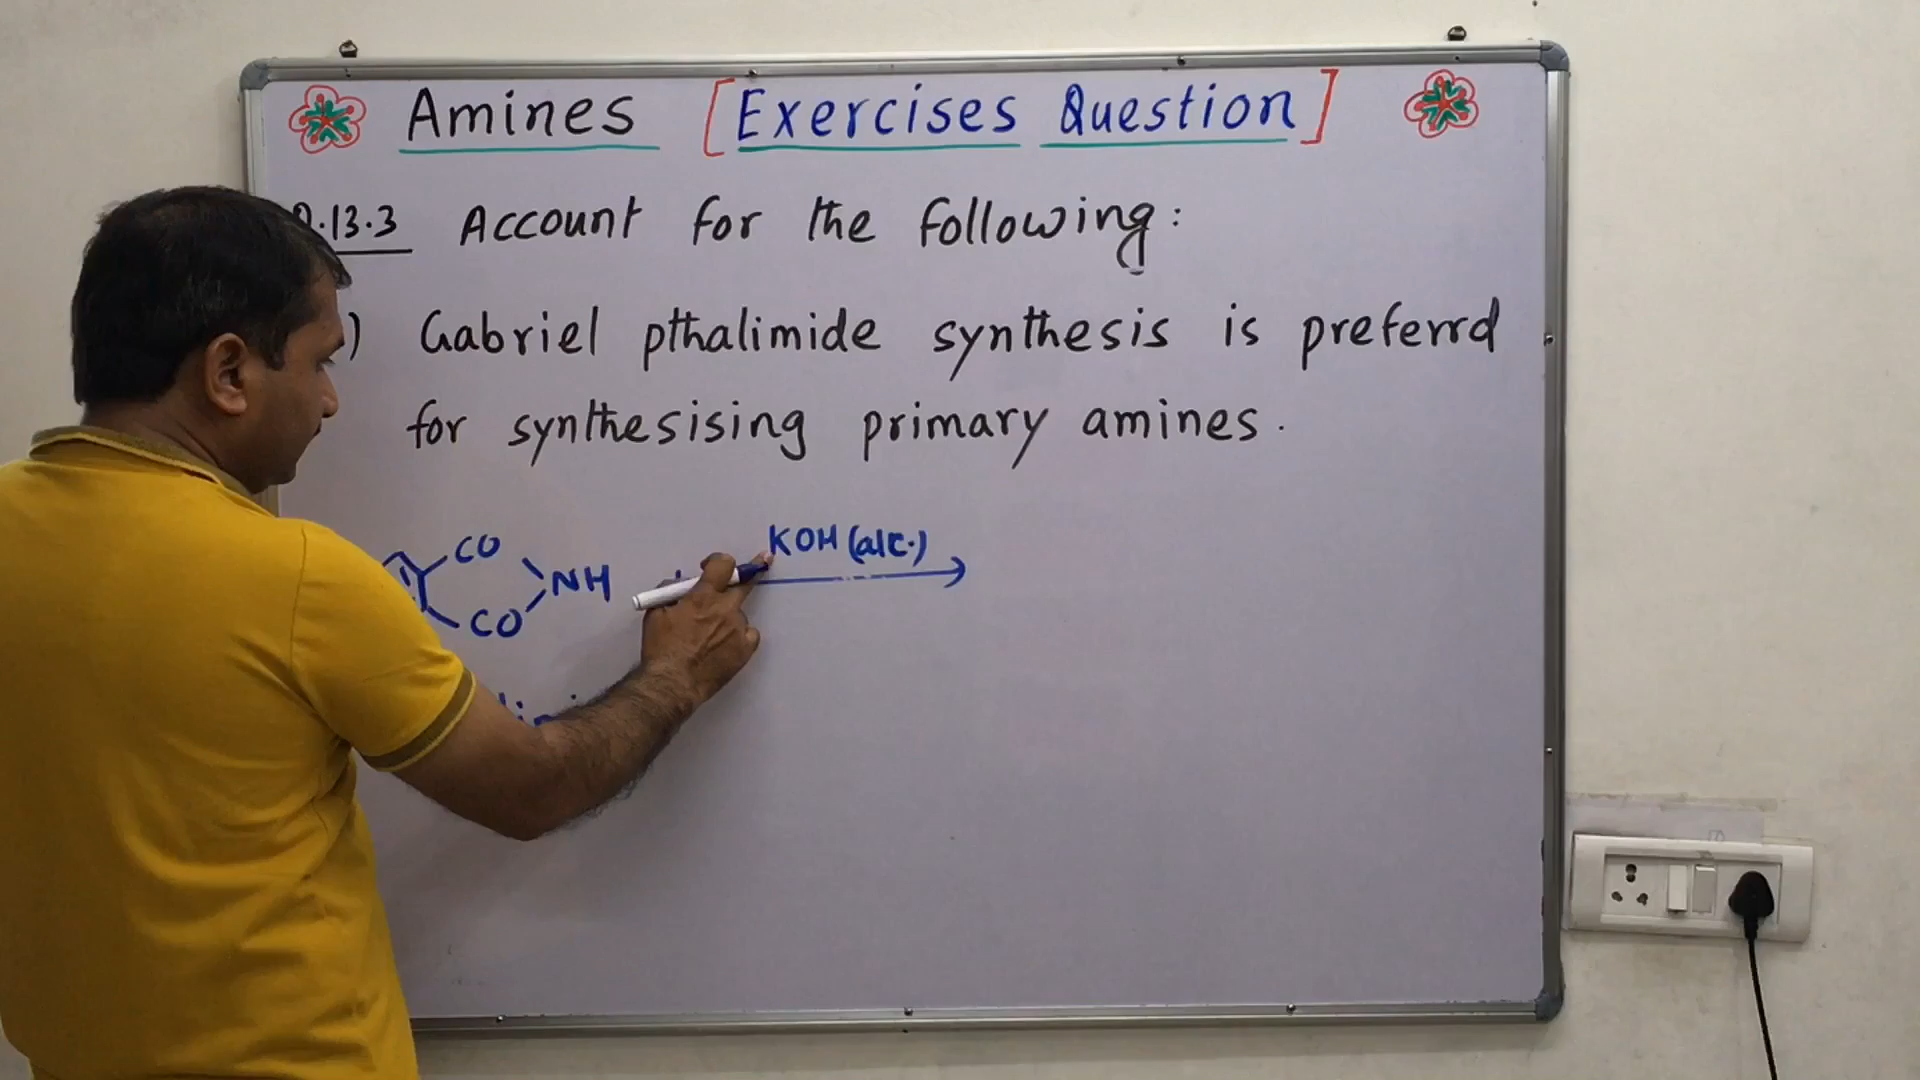 Amines [Exercises Question]
.13.3 Account for the following:
) Gabriel pthalimide synthesis is preferrd
for synthesising primary amines.
KOH (alc.)
CO
NH
CO